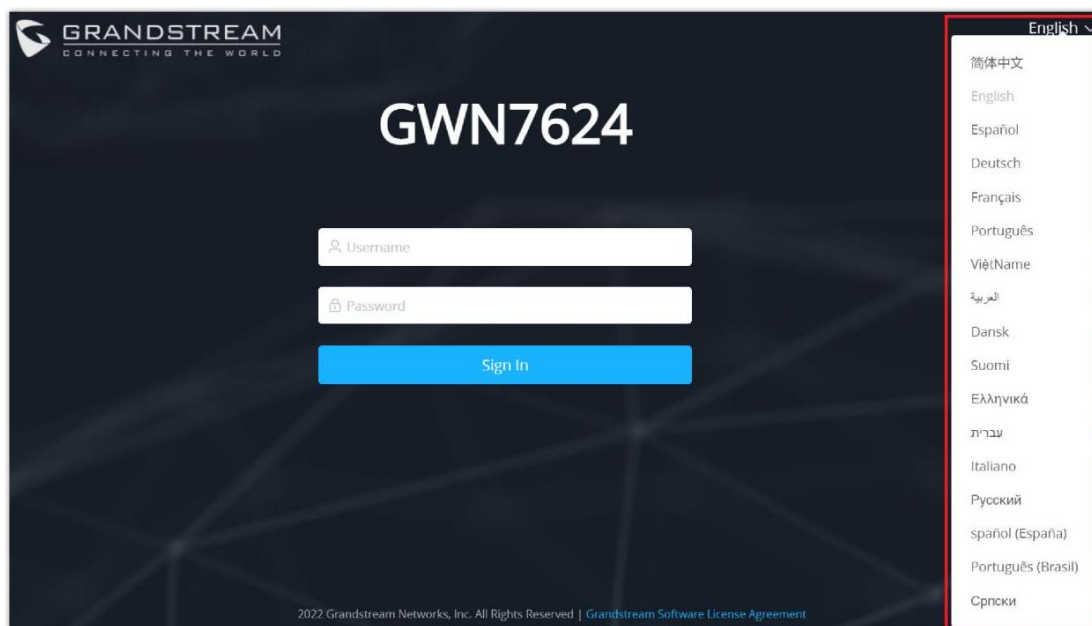 GRANDSTREAM
CONNECTING THE WORLD
English
GWN7624
Username
Password
Sign In
简体中文
English
Español
Deutsch
Français
Português
ViệtName
العربية
Dansk
Suomi
Ελληνικά
עברית
Italiano
Русский
spañol (España)
Português (Brasil)
Српски
2022 Grandstream Networks, Inc. All Rights Reserved | Grandstream Software License Agreement